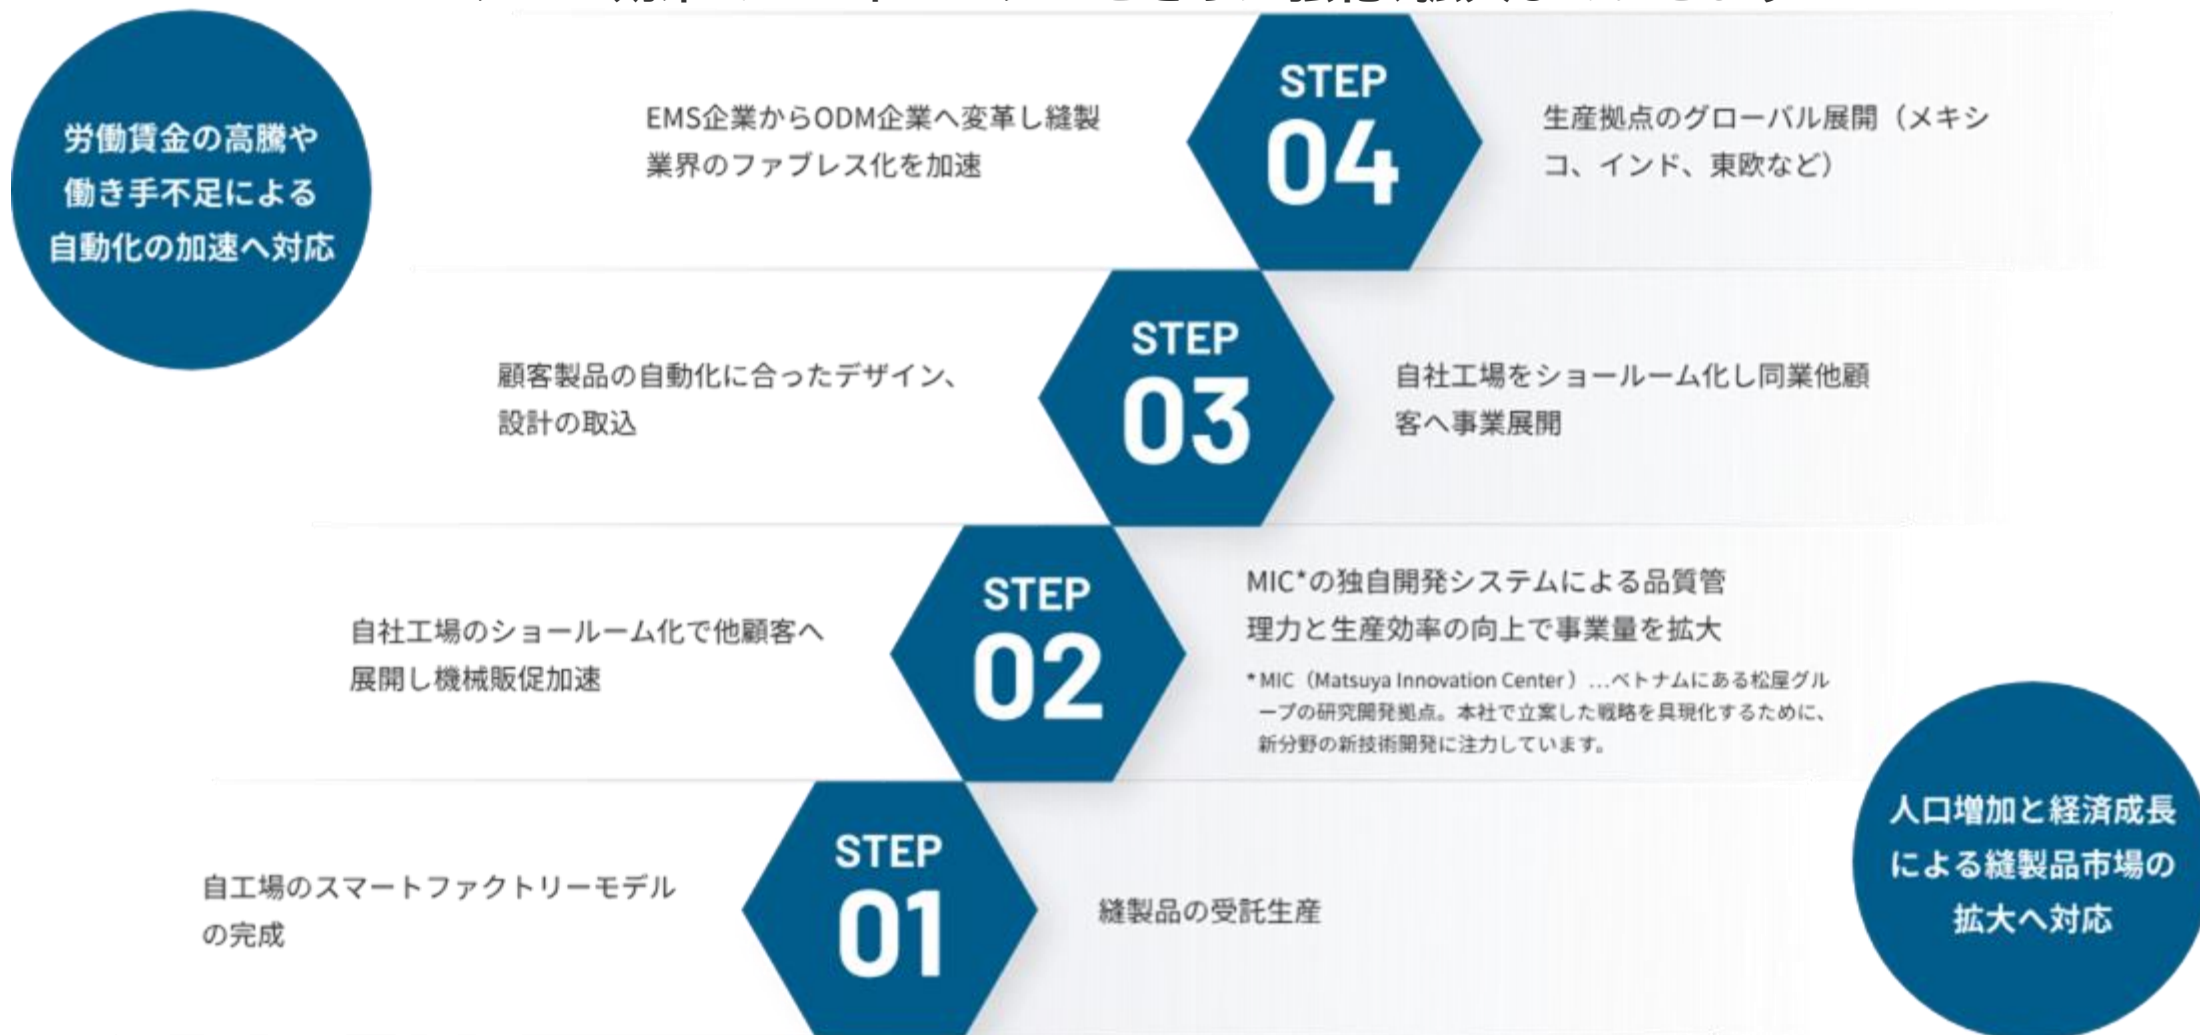 労働賃金の高騰や
働き手不足による
自動化の加速へ対応
EMS企業からODM企業へ変革し縫製
業界のファブレス化を加速
STEP
04
生産拠点のグローバル展開（メキシ
コ、インド、東欧など）
顧客製品の自動化に合ったデザイン、
設計の取込
STEP
03
自社工場をショールーム化し同業他顧
客へ事業展開
自社工場のショールーム化で他顧客へ
展開し機械販促加速
STEP
02
MIC*の独自開発システムによる品質管
理力と生産効率の向上で事業量を拡大
*MIC（Matsuya Innovation Center）…ベトナムにある松屋グル
ープの研究開発拠点。本社で立案した戦略を具現化するために、
新分野の新技術開発に注力しています。
自工場のスマートファクトリーモデル
の完成
STEP
01
縫製品の受託生産
人口増加と経済成長
による縫製品市場の
拡大へ対応